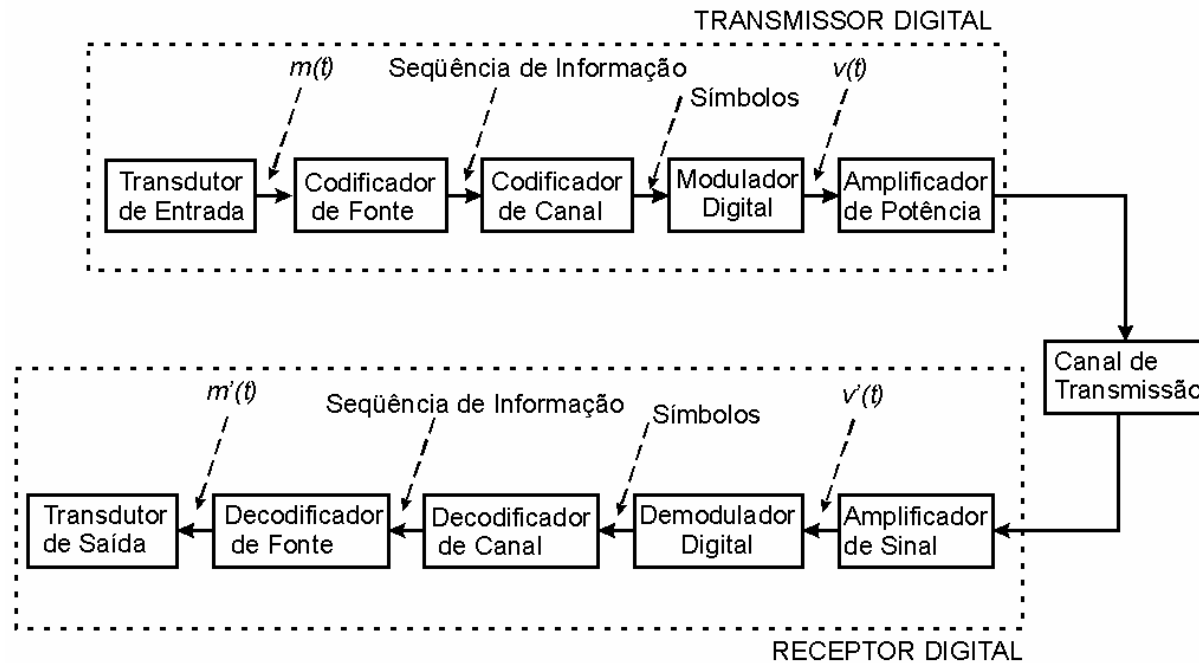 TRANSMISSOR DIGITAL
m(t)
Seqüência de Informação
Símbolos
v(t)
Transdutor
de Entrada
Codificador
de Fonte
Codificador
de Canal
Modulador
Digital
Amplificador
de Potência
Canal de
Transmissão
m'(t)
Seqüência de Informação
Símbolos
v'(t)
Transdutor
de Saída
Decodificador
de Fonte
Decodificador
de Canal
Demodulador
Digital
Amplificador
de Sinal
RECEPTOR DIGITAL